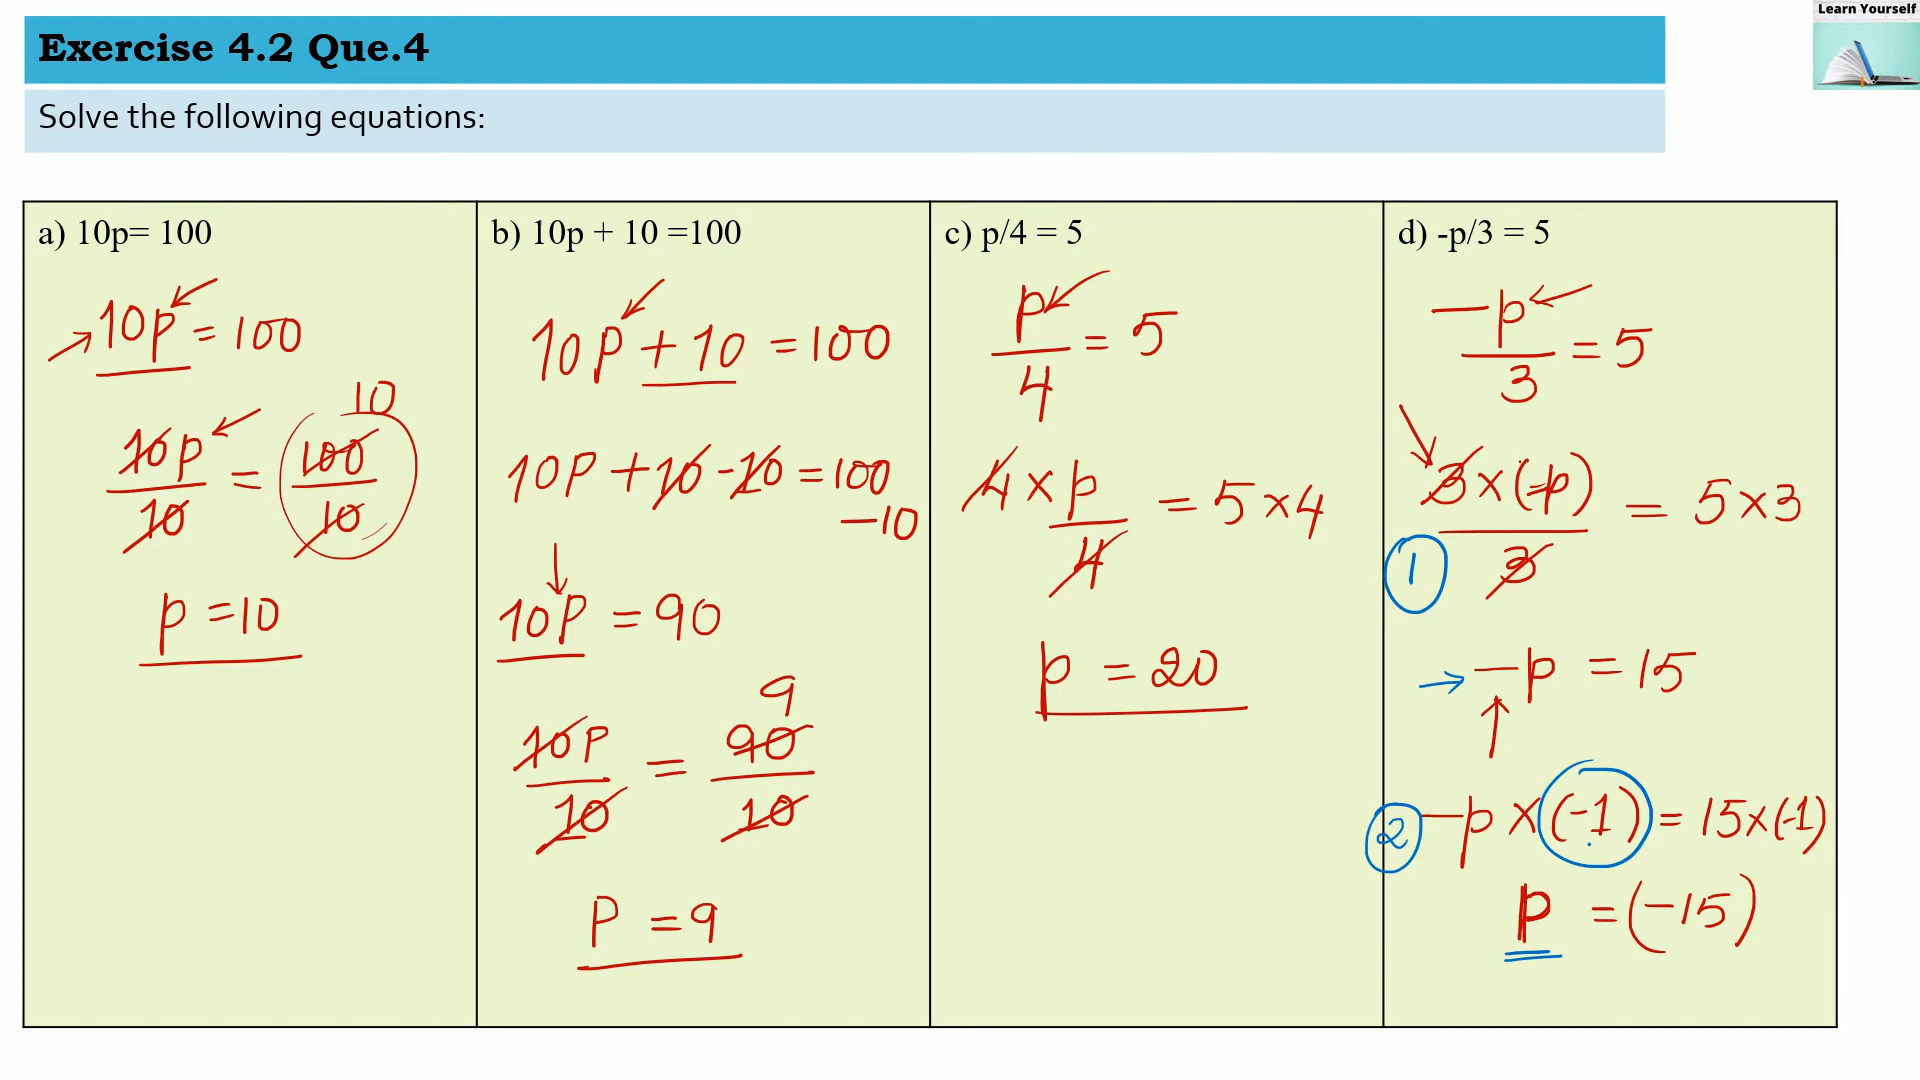 Learn Yourself
Exercise 4.2 Que.4
Solve the following equations:
a) 10p= 100
10p = 100
10
10p/10 = 100/10
p = 10
b) 10p + 10 =100
10p + 10 = 100
10p + 10 - 10 = 100
- 10
10p = 90
9
10p/10 = 90/10
P = 9
c) p/4 = 5
p/4 = 5
4 × p/4 = 5 × 4
p = 20
d) -p/3 = 5
-p/3 = 5
3 × (-p)/3 = 5 × 3
1
-p = 15
2
-p × (-1) = 15 × (-1)
p = (-15)